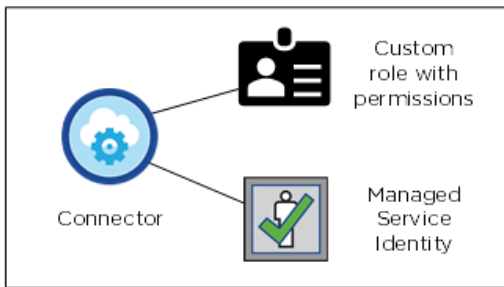 Custom
role with
permissions
Connector
Managed
Service
Identity